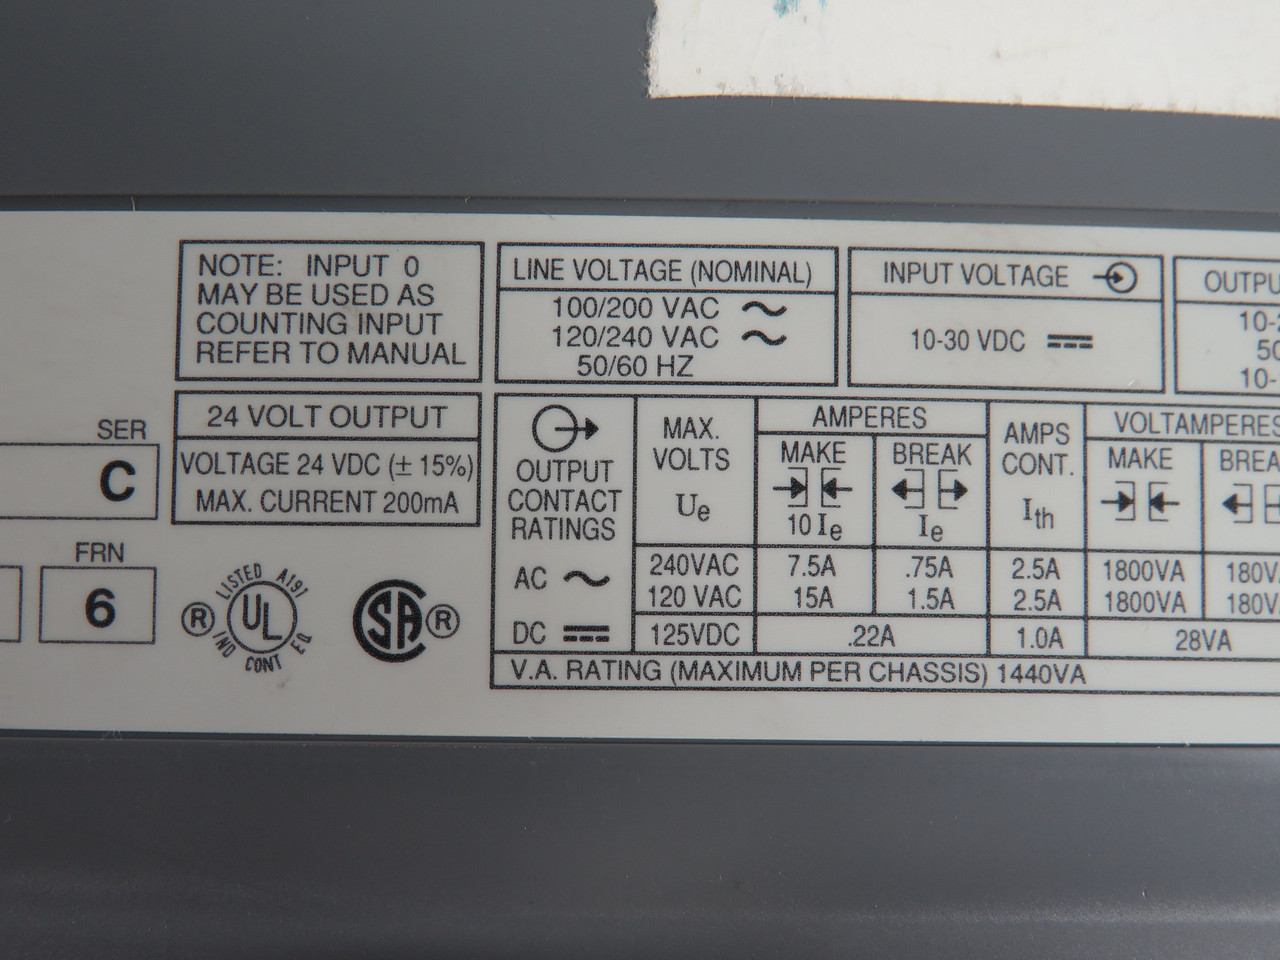 NOTE: INPUT 0
MAY BE USED AS
COUNTING INPUT
REFER TO MANUAL
LINE VOLTAGE (NOMINAL)
100/200 VAC
120/240 VAC
50/60 HZ
INPUT VOLTAGE
10-30 VDC
SER
C
FRN
6
24 VOLT OUTPUT
VOLTAGE 24 VDC (± 15%)
MAX. CURRENT 200mA
® LISTED A197 UL IND CONT EQ
SA ®
OUTPUT
CONTACT
RATINGS
MAX.
VOLTS
Ue
AMPERES
MAKE
10 Ie
BREAK
Ie
AMPS
CONT.
Ith
VOLTAMPERES
MAKE
AC
240VAC 7.5A .75A 2.5A 1800VA
120 VAC 15A 1.5A 2.5A 1800VA
DC 125VDC .22A 1.0A 28VA
V.A. RATING (MAXIMUM PER CHASSIS) 1440VA